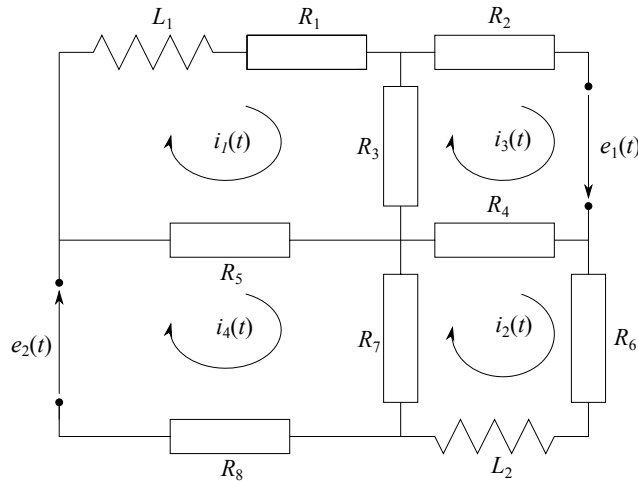 L₁
R₁
R₂
i₁(t)
R₃
i₃(t)
e₁(t)
R₄
R₅
e₂(t)
i₄(t)
R₇
i₂(t)
R₆
R₈
L₂